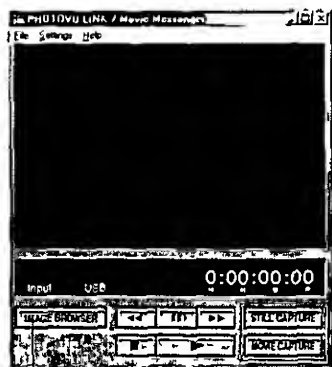 PHOTOVU LINK / Movie Messenger
File Settings Help
Input USB 0:00:00:00
IMAGE BROWSER STILL CAPTURE
MOVIE CAPTURE